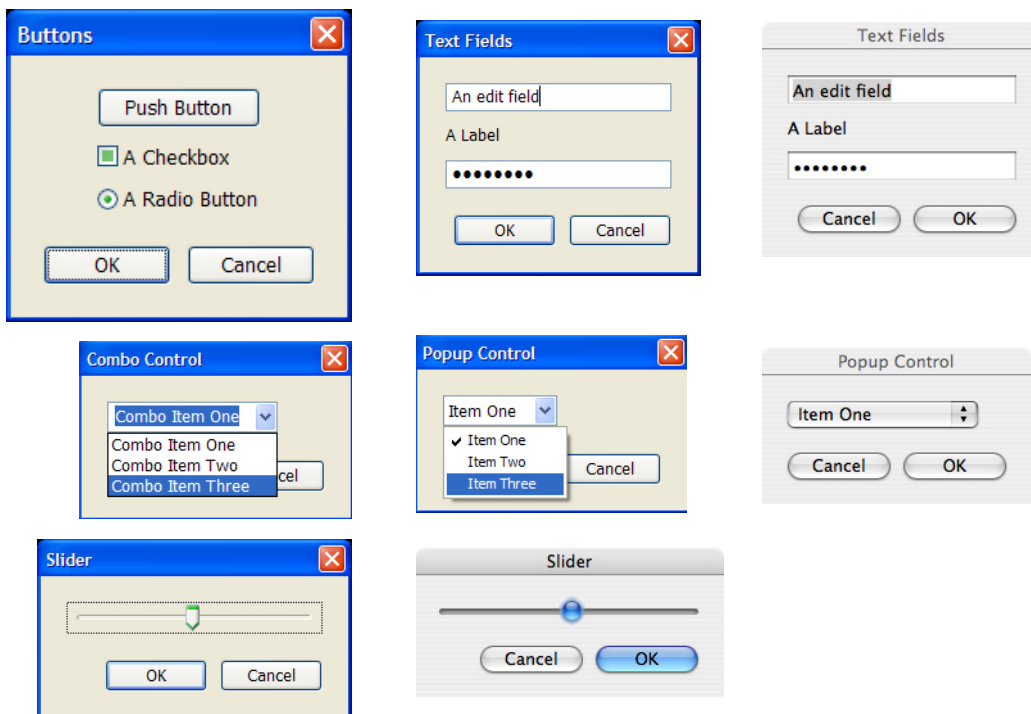 Buttons
Push Button
A Checkbox
A Radio Button
OK Cancel
Text Fields
An edit field
A Label
OK Cancel
Text Fields
An edit field
A Label
Cancel OK
Combo Control
Combo Item One
Combo Item One
Combo Item Two
Combo Item Three
cel
Popup Control
Item One
Item One
Item Two
Item Three
Cancel
Popup Control
Item One
Cancel OK
Slider
OK Cancel
Slider
Cancel OK